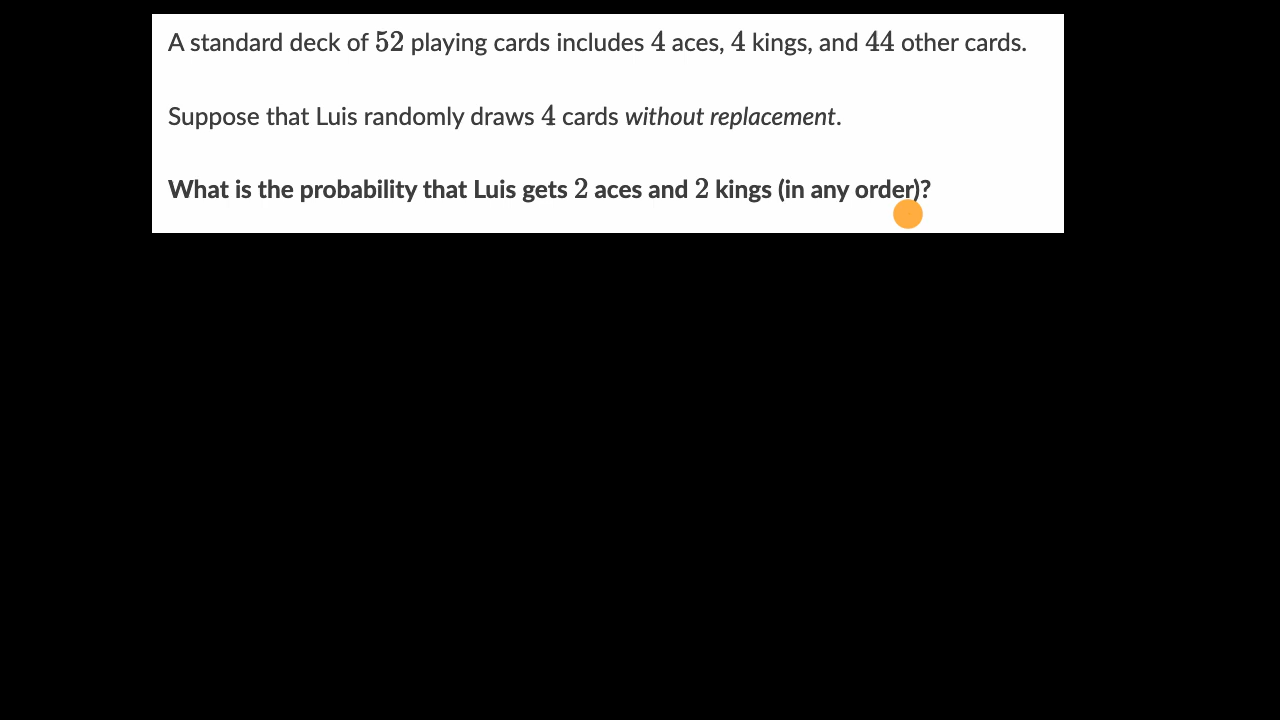 A standard deck of 52 playing cards includes 4 aces, 4 kings, and 44 other cards.
Suppose that Luis randomly draws 4 cards without replacement.
What is the probability that Luis gets 2 aces and 2 kings (in any order)?